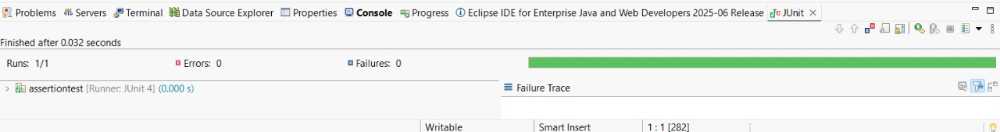 Problems Servers Terminal Data Source Explorer Properties Console Progress Eclipse IDE for Enterprise Java and Web Developers 2025-06 Release JUnit
Finished after 0.032 seconds
Runs: 1/1 Errors: 0 Failures: 0
assertiontest [Runner: JUnit 4] (0.000 s) Failure Trace
Writable Smart Insert 1 : 1 [282]